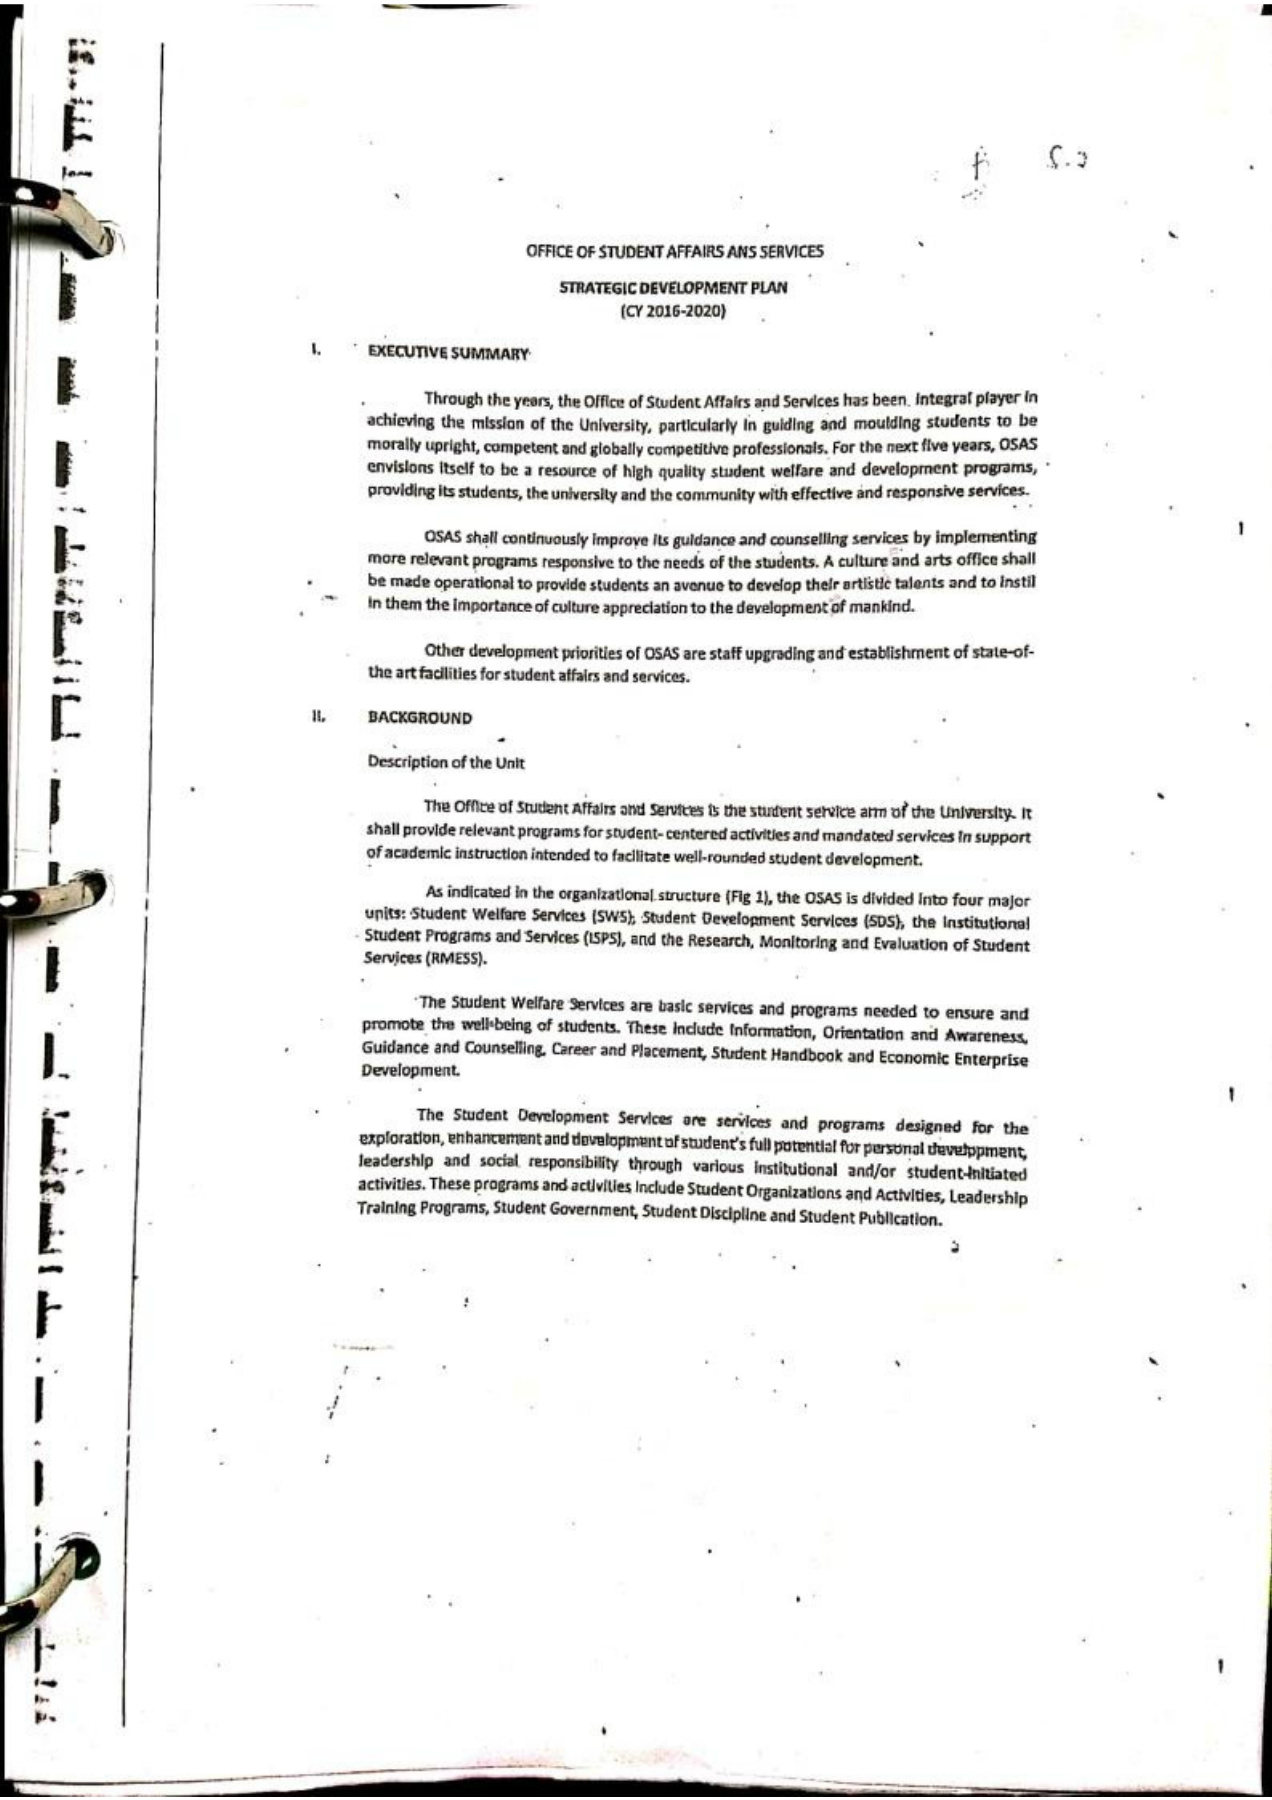 OFFICE OF STUDENT AFFAIRS ANS SERVICES
STRATEGIC DEVELOPMENT PLAN
(CY 2016-2020)
I. EXECUTIVE SUMMARY
Through the years, the Office of Student Affairs and Services has been. Integral player in
achieving the mission of the University, particularly in guiding and moulding students to be
morally upright, competent and globally competitive professionals. For the next five years, OSAS
envisions itself to be a resource of high quality student welfare and development programs,
providing its students, the university and the community with effective and responsive services.
OSAS shall continuously improve its guidance and counselling services by implementing
more relevant programs responsive to the needs of the students. A culture and arts office shall
be made operational to provide students an avenue to develop their artistic talents and to instil
in them the importance of culture appreciation to the development of mankind.
Other development priorities of OSAS are staff upgrading and establishment of state-of-
the art facilities for student affairs and services.
II. BACKGROUND
Description of the Unit
The Office of Student Affairs and Services is the student service arm of the University. It
shall provide relevant programs for student- centered activities and mandated services in support
of academic instruction intended to facilitate well-rounded student development.
As indicated in the organizational structure (Fig 1), the OSAS is divided into four major
units: Student Welfare Services (SWS); Student Development Services (SDS), the Institutional
Student Programs and Services (ISPS), and the Research, Monitoring and Evaluation of Student
Services (RMESS).
The Student Welfare Services are basic services and programs needed to ensure and
promote the well-being of students. These include Information, Orientation and Awareness,
Guidance and Counselling, Career and Placement, Student Handbook and Economic Enterprise
Development.
The Student Development Services are services and programs designed for the
exploration, enhancement and development of student's full potential for personal development,
leadership and social responsibility through various institutional and/or student-initiated
activities. These programs and activities include Student Organizations and Activities, Leadership
Training Programs, Student Government, Student Discipline and Student Publication.